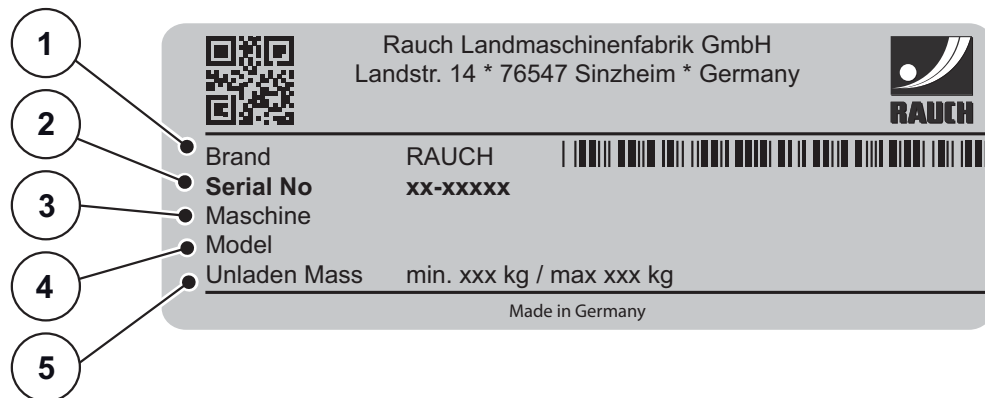 1
2
3
4
5
Rauch Landmaschinenfabrik GmbH
Landstr. 14 * 76547 Sinzheim * Germany
RAUCH
Brand RAUCH
Serial No xx-xxxxx
Maschine
Model
Unladen Mass min. xxx kg / max xxx kg
Made in Germany